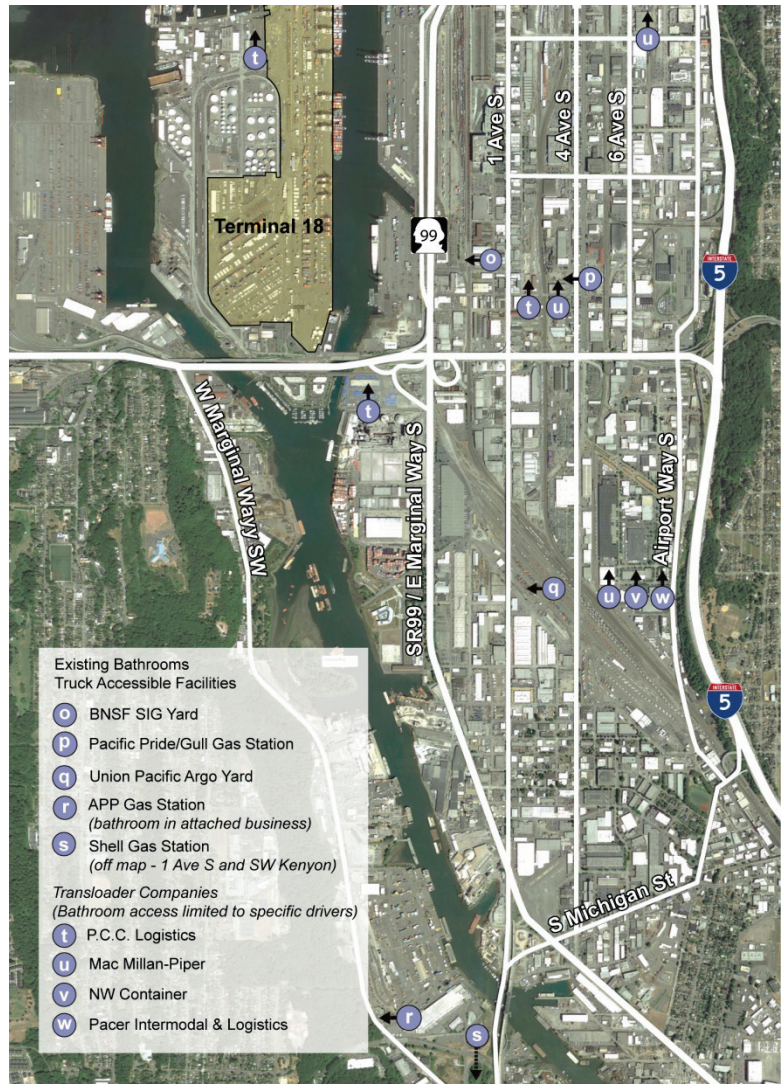 t
u
1 Ave S
4 Ave S
6 Ave S
Terminal 18
99
o
p
t
u
INTERSTATE
5
t
W Marginal Wayy SW
SR99 / E Marginal Way S
Airport Way S
q
u
v
w
INTERSTATE
5
Existing Bathrooms
Truck Accessible Facilities
o BNSF SIG Yard
p Pacific Pride/Gull Gas Station
q Union Pacific Argo Yard
r APP Gas Station
(bathroom in attached business)
s Shell Gas Station
(off map - 1 Ave S and SW Kenyon)
Transloader Companies
(Bathroom access limited to specific drivers)
t P.C.C. Logistics
u Mac Millan-Piper
v NW Container
w Pacer Intermodal & Logistics
S Michigan St
r
s